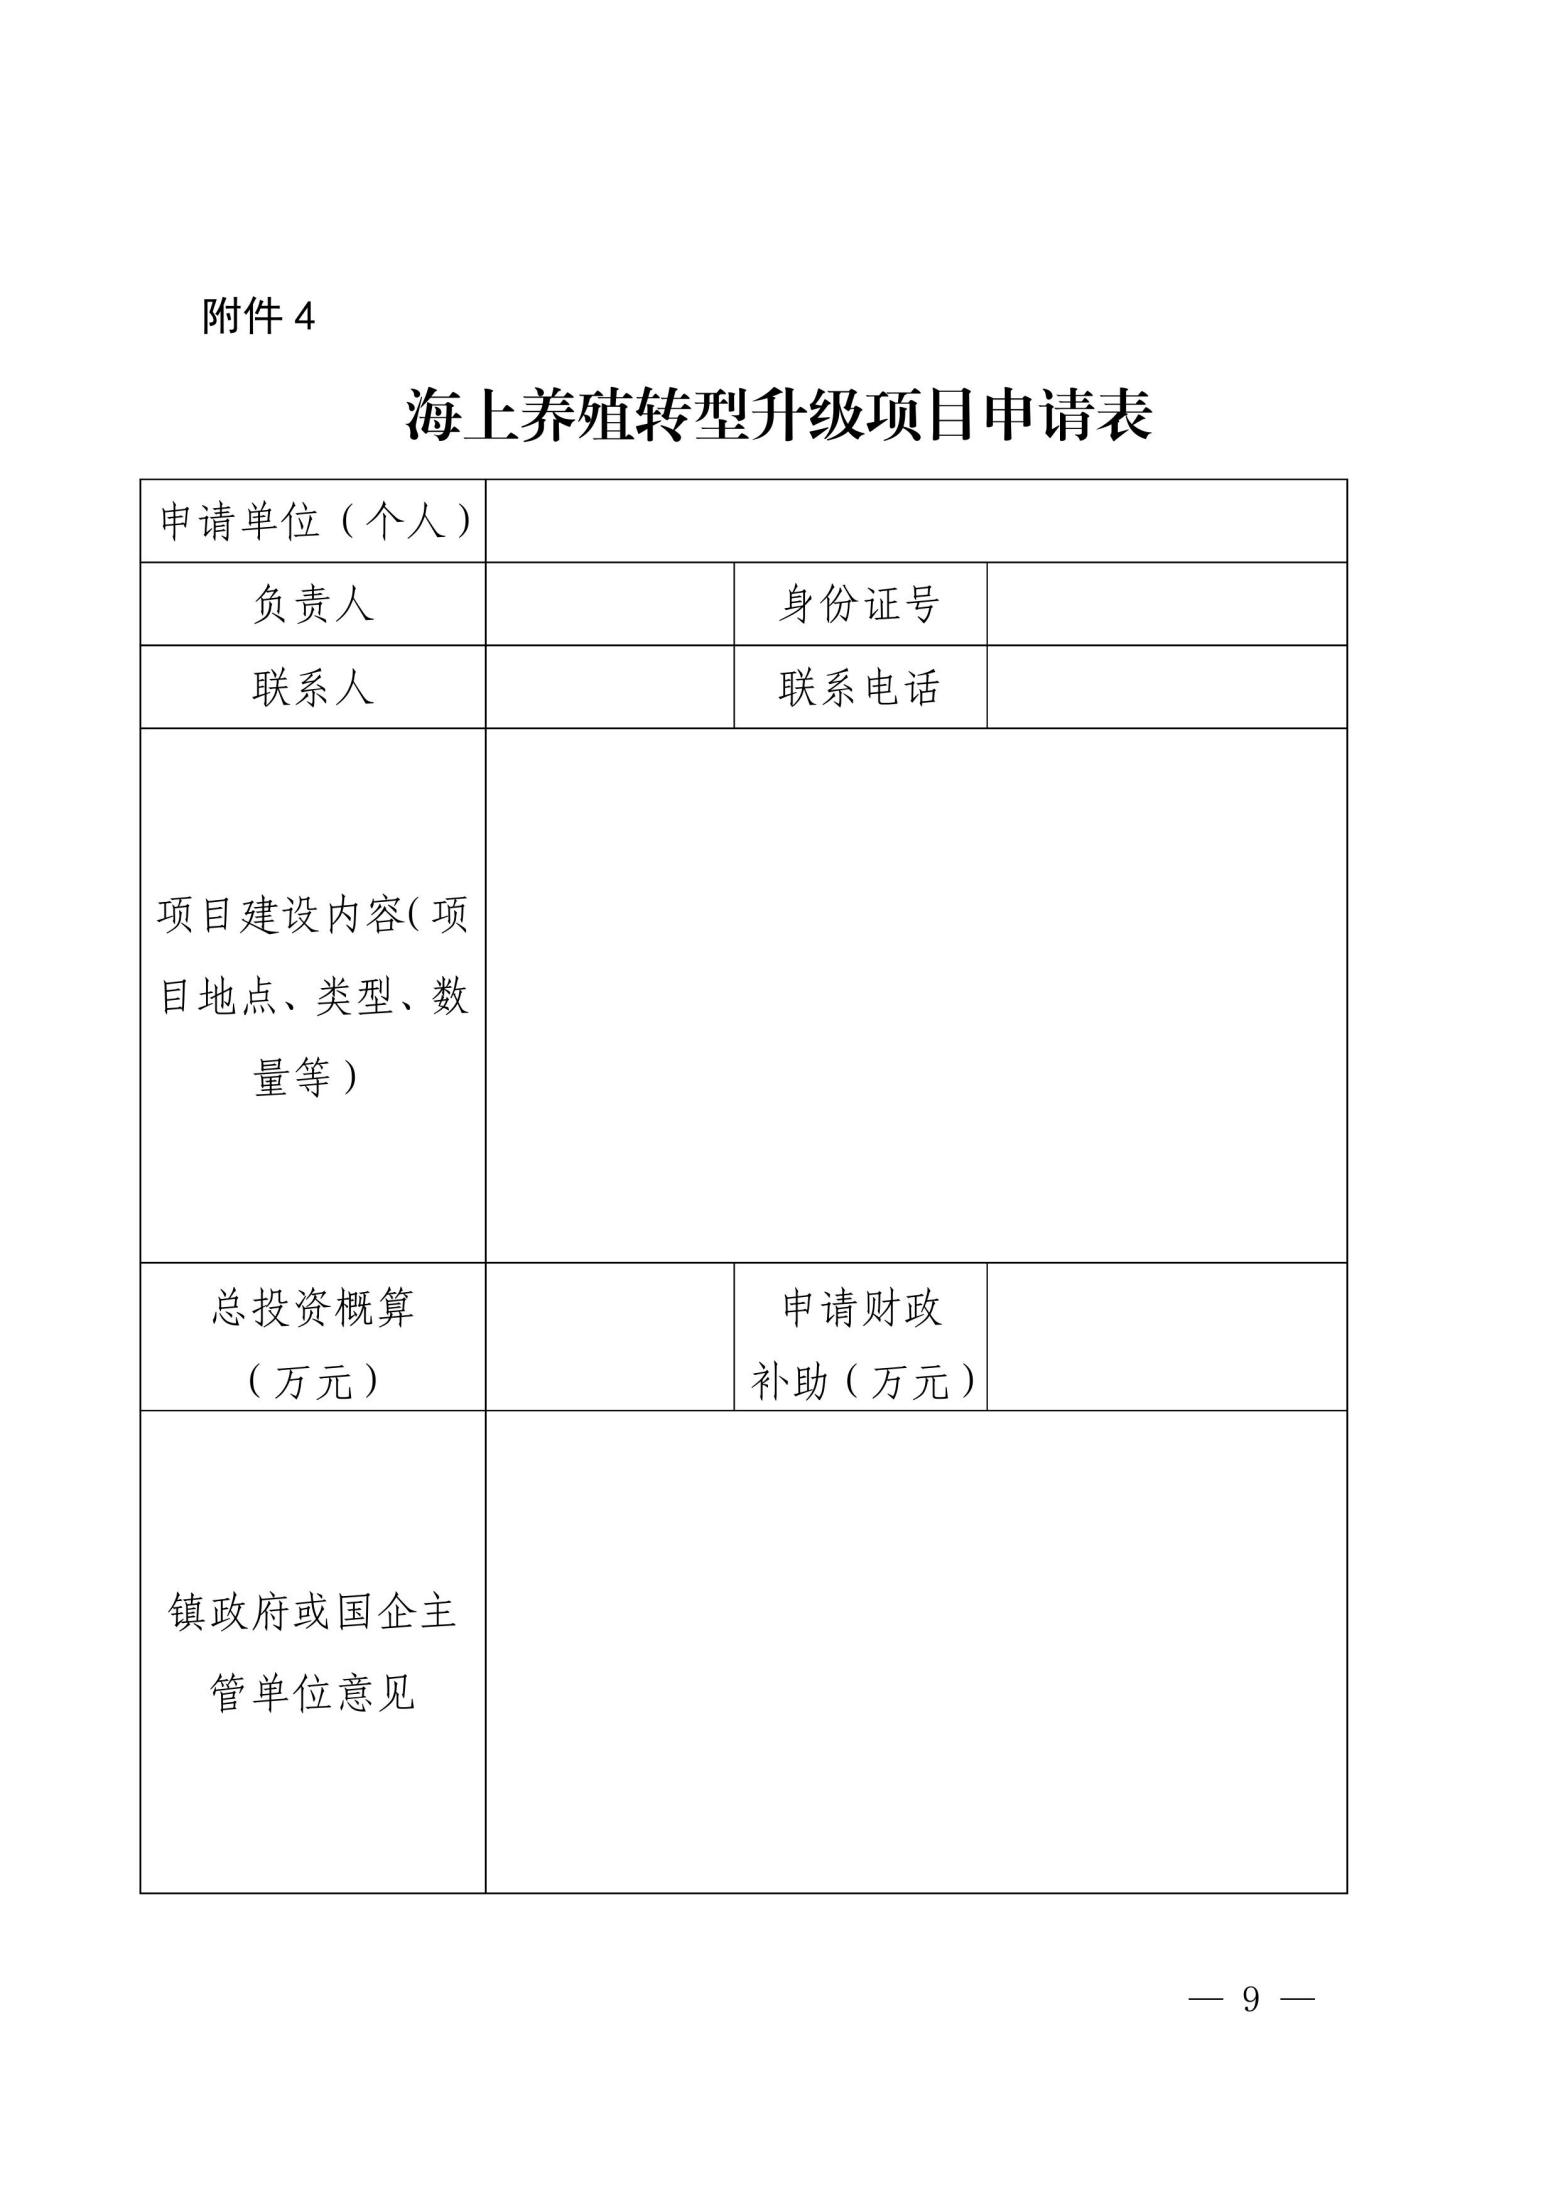 附件4
海上养殖转型升级项目申请表
申请单位（个人）
负责人 身份证号
联系人 联系电话
项目建设内容（项
目地点、类型、数
量等）
总投资概算 申请财政
（万元） 补助（万元）
镇政府或国企主
管单位意见
— 9 —